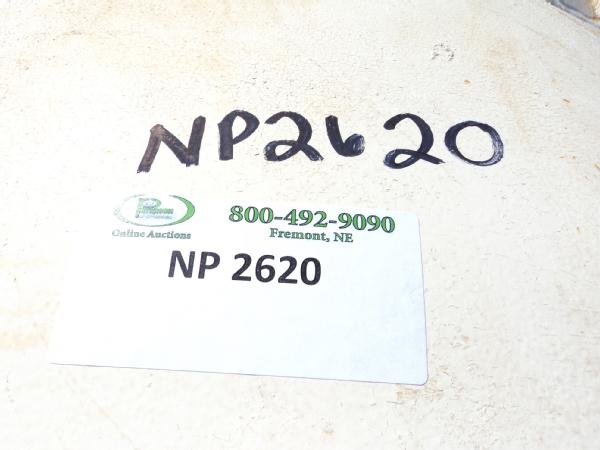 NP2620
800-492-9090
Fremont, NE
Online Auctions
NP 2620